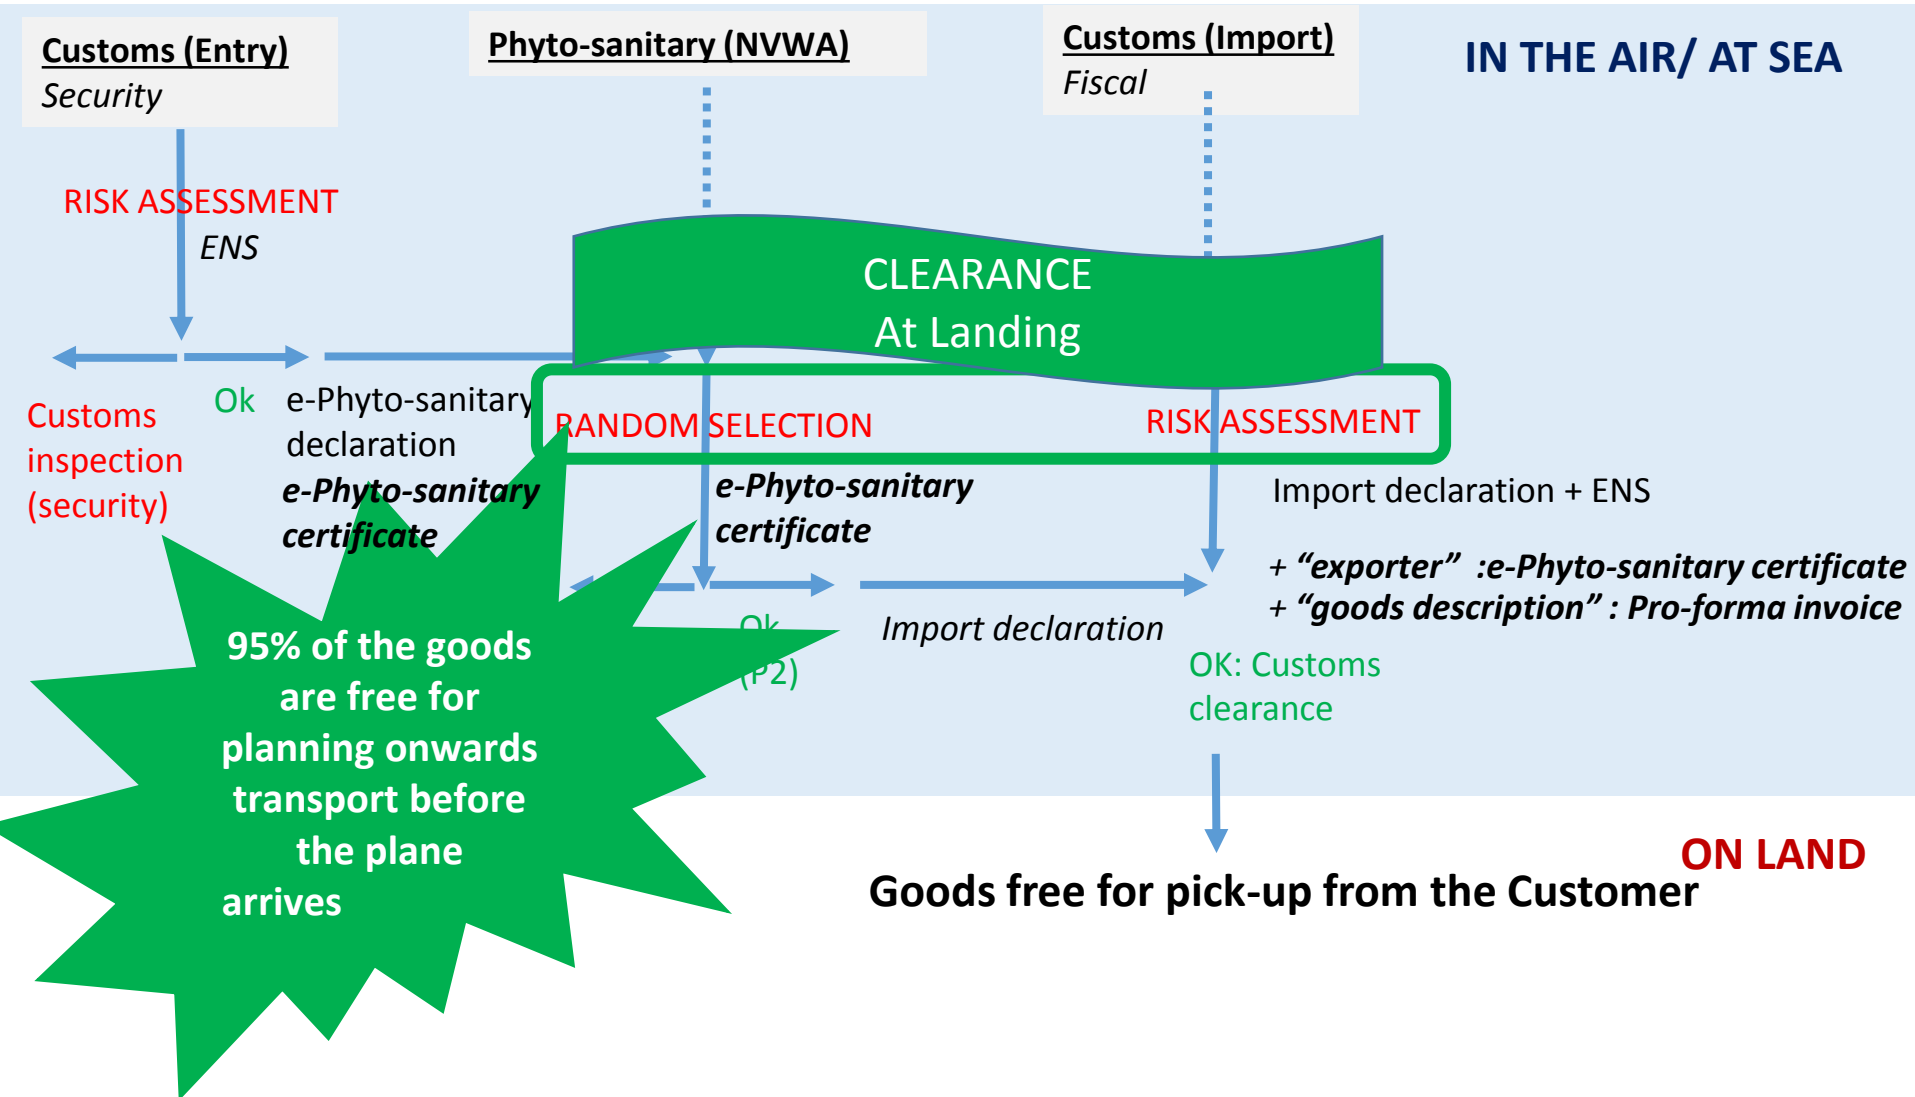 Customs (Entry)
Security
Phyto-sanitary (NVWA)
Customs (Import)
Fiscal
IN THE AIR/ AT SEA
RISK ASSESSMENT
ENS
CLEARANCE
At Landing
Customs
inspection
(security)
Ok
e-Phyto-sanitary
declaration
e-Phyto-sanitary
certificate
RANDOM SELECTION
RISK ASSESSMENT
e-Phyto-sanitary
certificate
Import declaration + ENS
+ “exporter” :e-Phyto-sanitary certificate
+ “goods description” : Pro-forma invoice
Ok
(P2)
Import declaration
OK: Customs
clearance
95% of the goods
are free for
planning onwards
transport before
the plane
arrives
ON LAND
Goods free for pick-up from the Customer